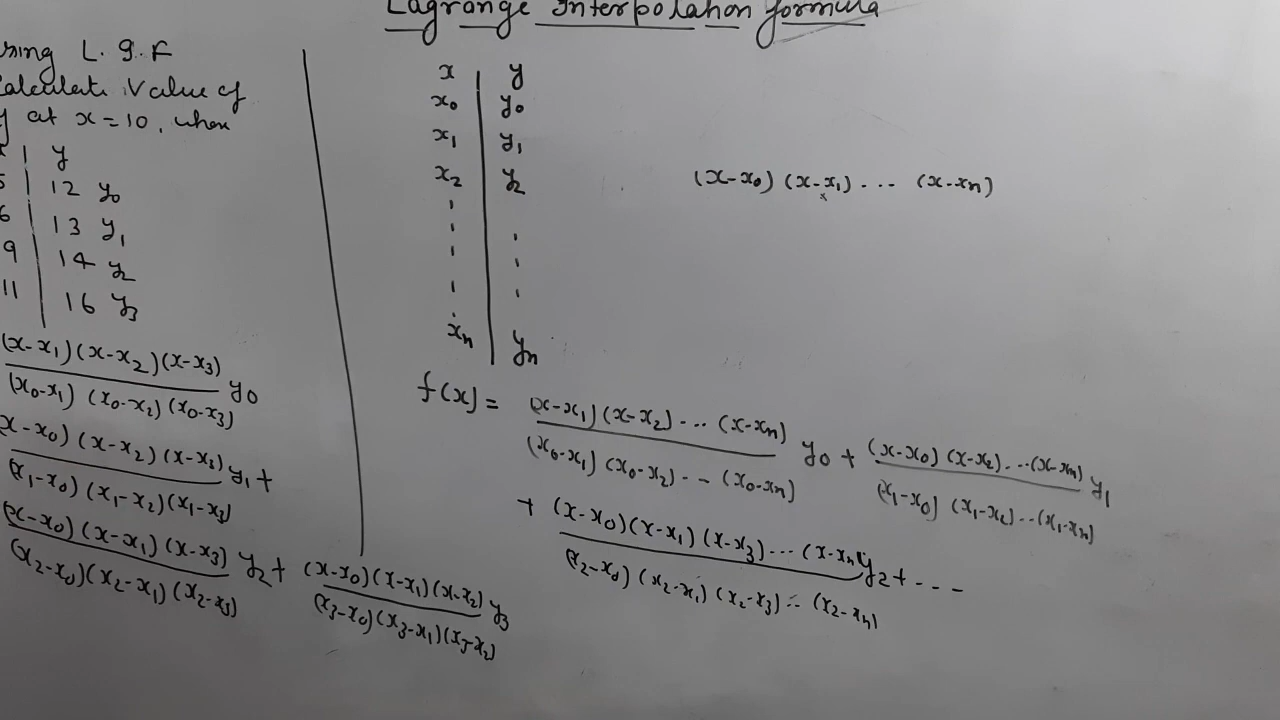 Lagrange Interpolation formula
L. I. F
Calculate Value of
y at x = 10, when
x | y
5 | 12 y₀
6 | 13 y₁
9 | 14 y₂
11 | 16 y₃
(x-x₁)(x-x₂)(x-x₃)
(x₀-x₁) (x₀-x₂)(x₀-x₃) y₀
(x-x₀) (x-x₂) (x-x₃)
(x₁-x₀) (x₁-x₂)(x₁-x₃) y₁ +
(x-x₀) (x-x₁) (x-x₃)
(x₂-x₀)(x₂-x₁)(x₂-x₃) y₂ +
(x-x₀)(x-x₁)(x-x₂)
(x₃-x₀)(x₃-x₁)(x₃-x₂) y₃
x | y
x₀ | y₀
x₁ | y₁
x₂ | y₂
xₙ | yₙ
(x-x₀) (x-x₁) ... (x-xₙ)
f(x) = (x-x₁)(x-x₂) ... (x-xₙ)
(x₀-x₁) (x₀-x₂) .. (x₀-xₙ) y₀ +
(x-x₀) (x-x₂) ... (x-xₙ)
(x₁-x₀) (x₁-x₂) .. (x₁-xₙ) y₁
+ (x-x₀)(x-x₁) (x-x₃) ... (x-xₙ
(x₂-x₀) (x₂-x₁) (x₂-x₃) .. (x₂-xₙ) y₂ + ...